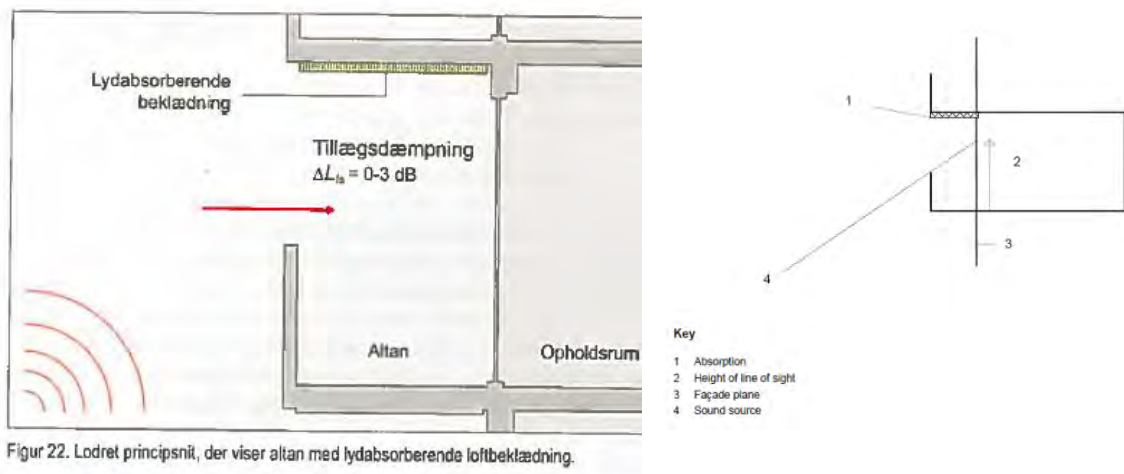 Lydabsorberende
beklædning
Tillægsdæmpning
ΔLfs = 0-3 dB
Altan
Opholdsrum
Figur 22. Lodret principsnit, der viser altan med lydabsorberende loftbeklædning.
1
2
3
4
Key
1 Absorption
2 Height of line of sight
3 Façade plane
4 Sound source